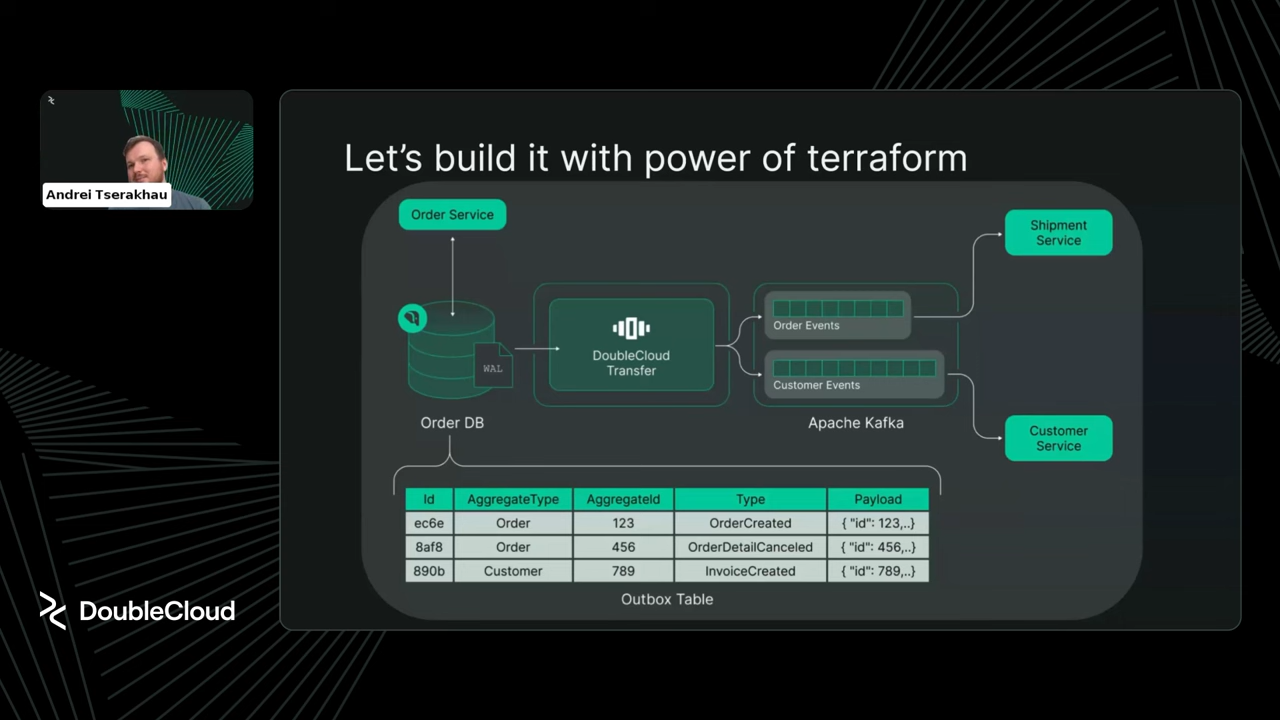 Andrei Tserakhau
DoubleCloud
Let's build it with power of terraform
Order Service
WAL
Order DB
DoubleCloud
Transfer
Order Events
Customer Events
Apache Kafka
Shipment
Service
Customer
Service
Id AggregateType AggregateId Type Payload
ec6e Order 123 OrderCreated { "id": 123,..}
8af8 Order 456 OrderDetailCanceled { "id": 456,..}
890b Customer 789 InvoiceCreated { "id": 789,..}
Outbox Table